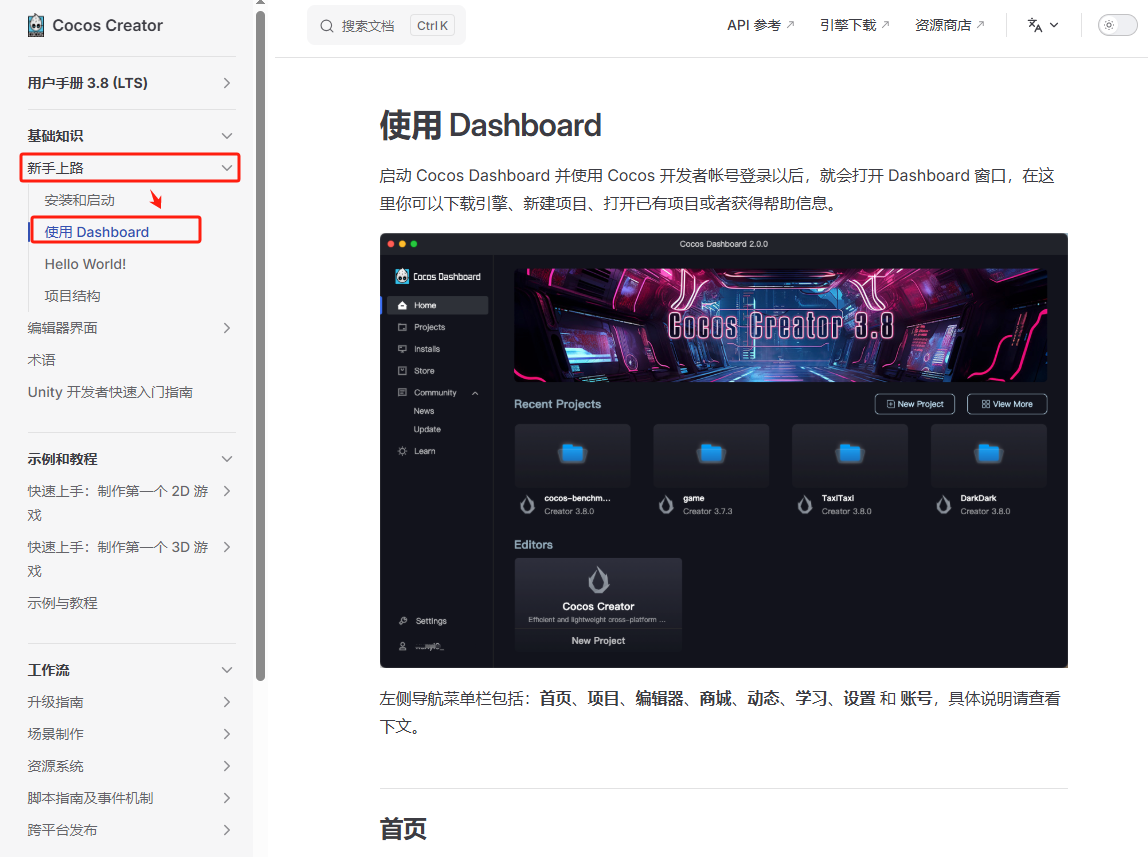 Cocos Creator
用户手册 3.8 (LTS)
基础知识
新手上路
安装和启动
使用 Dashboard
Hello World!
项目结构
编辑器界面
术语
Unity 开发者快速入门指南
示例和教程
快速上手：制作第一个 2D 游
戏
快速上手：制作第一个 3D 游
戏
示例与教程
工作流
升级指南
场景制作
资源系统
脚本指南及事件机制
跨平台发布
搜索文档 Ctrl K
API 参考 引擎下载 资源商店
使用 Dashboard
启动 Cocos Dashboard 并使用 Cocos 开发者帐号登录以后，就会打开 Dashboard 窗口，在这
里你可以下载引擎、新建项目、打开已有项目或者获得帮助信息。
Cocos Dashboard 2.0.0
Cocos Dashboard
Home
Projects
Installs
Store
Community
News
Update
Learn
Settings
Cocos Creator 3.8
Recent Projects New Project View More
cocos-benchm... game TaxiTaxi DarkDark
Creator 3.8.0 Creator 3.7.3 Creator 3.8.0 Creator 3.8.0
Editors
Cocos Creator
Efficient and lightweight cross-platform ...
New Project
左侧导航菜单栏包括：首页、项目、编辑器、商城、动态、学习、设置 和 账号，具体说明请查看
下文。
首页